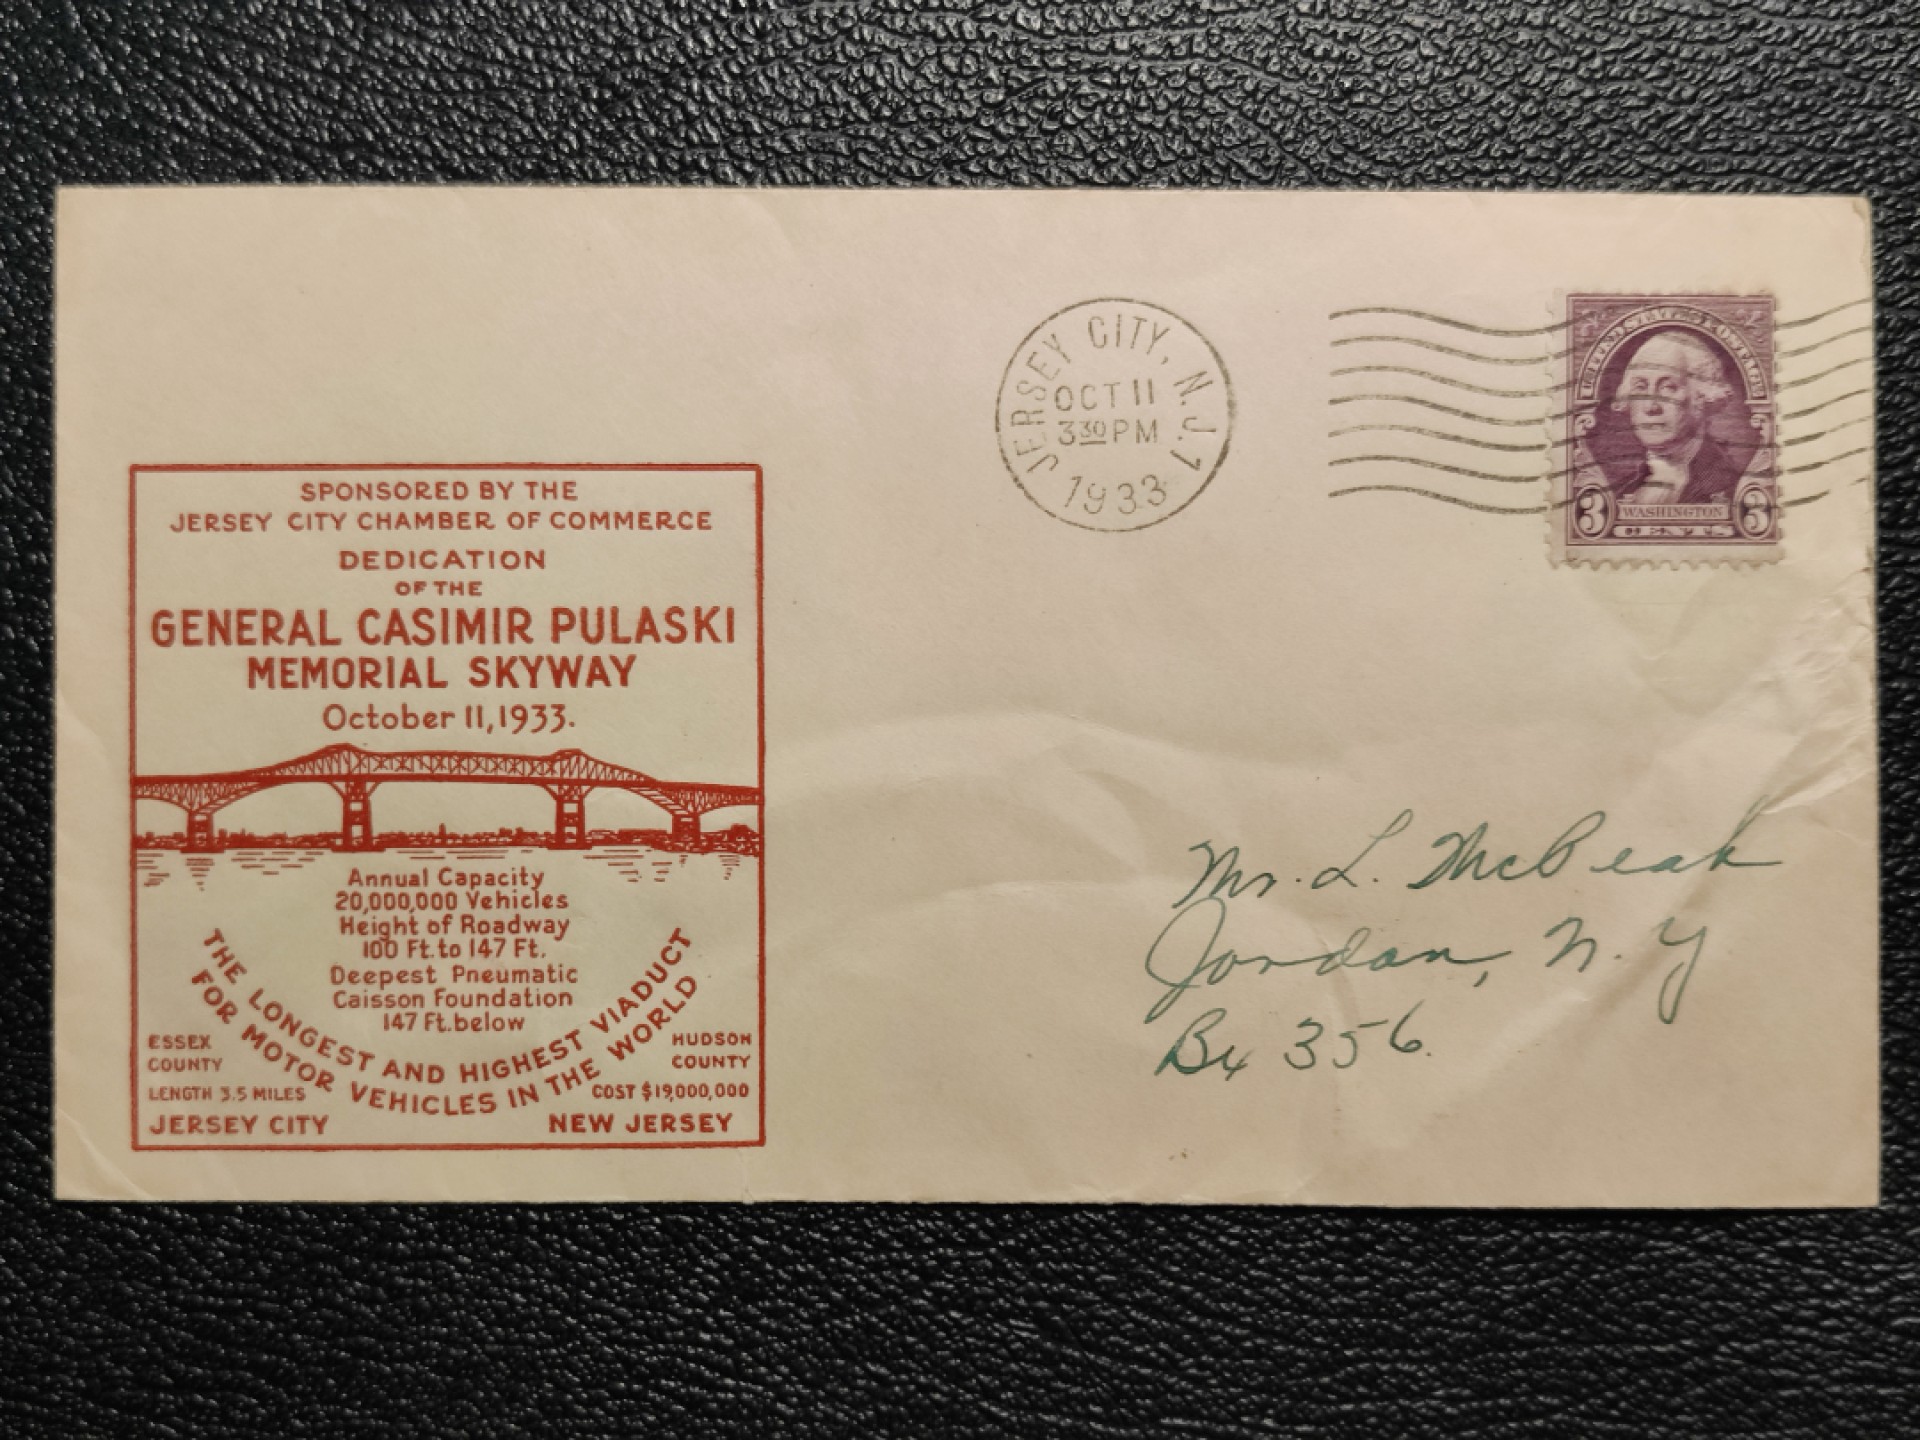 SPONSORED BY THE
JERSEY CITY CHAMBER OF COMMERCE
DEDICATION
OF THE
GENERAL CASIMIR PULASKI
MEMORIAL SKYWAY
October 11, 1933.
Annual Capacity
20,000,000 Vehicles
Height of Roadway
100 Ft. to 147 Ft.
Deepest Pneumatic
Caisson Foundation
147 Ft. below
THE LONGEST AND HIGHEST VIADUCT
FOR MOTOR VEHICLES IN THE WORLD
ESSEX
COUNTY
LENGTH 3.5 MILES
HUDSON
COUNTY
COST $19,000,000
JERSEY CITY
NEW JERSEY
JERSEY CITY, N.J. 1
OCT 11
3 30 PM
1933
UNITED STATES POSTAGE
3 WASHINGTON 3
CENTS
Mr. L. McBeak
Jordan, N. Y
Bx 356.